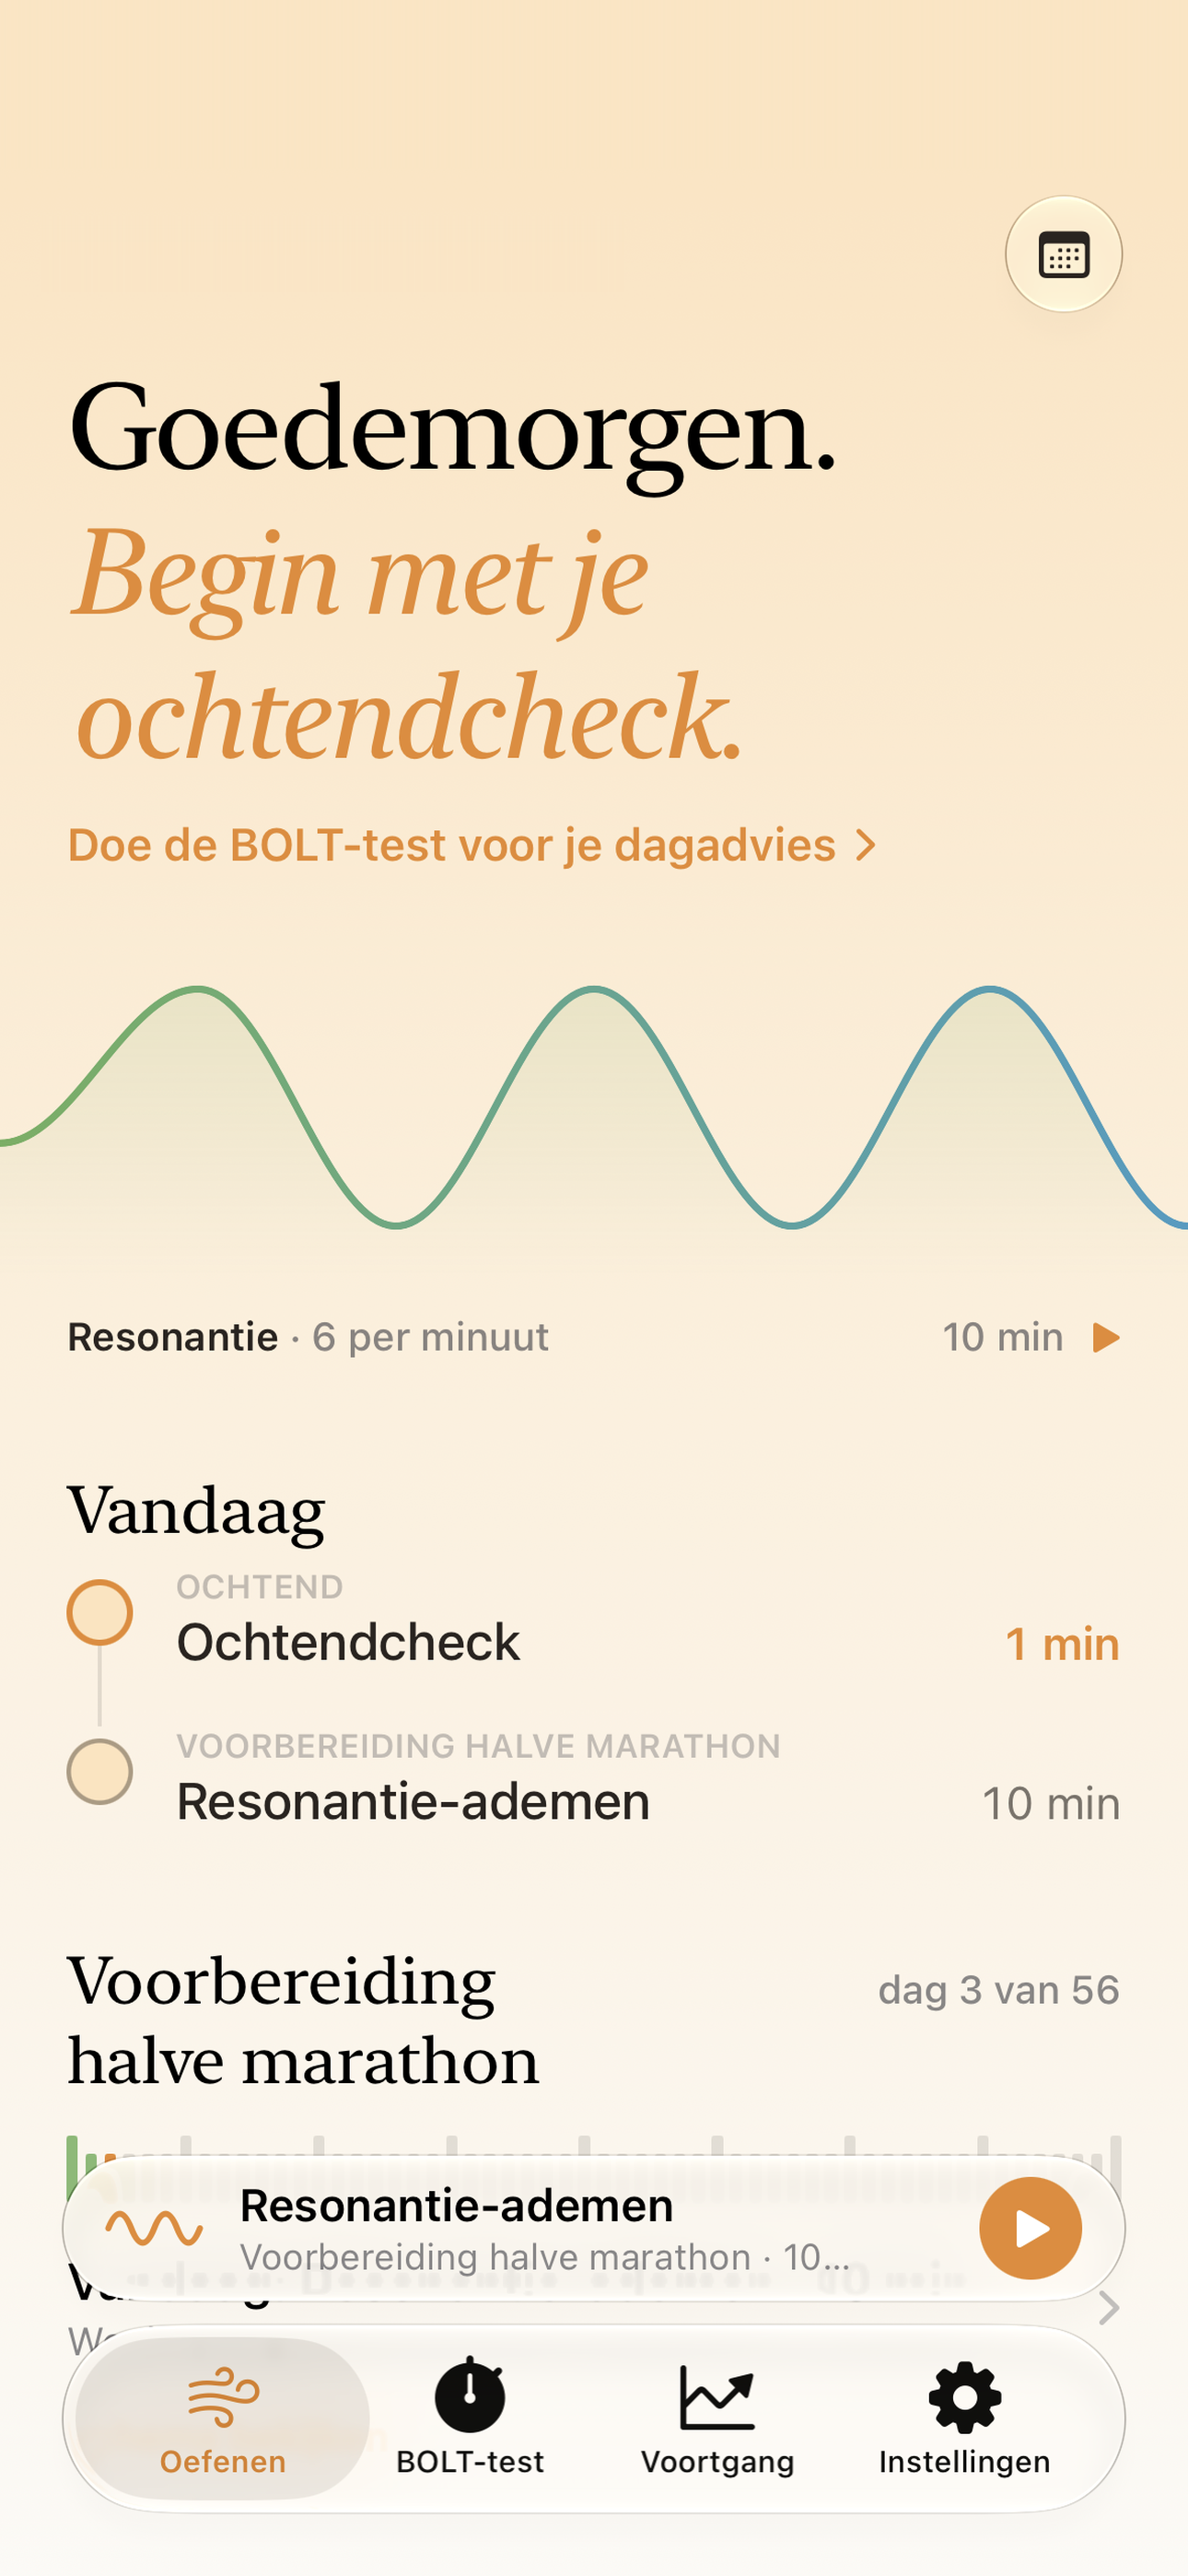 Goedemorgen.
Begin met je
ochtendcheck.
Doe de BOLT-test voor je dagadvies
Resonantie · 6 per minuut
10 min
Vandaag
OCHTEND
Ochtendcheck
1 min
VOORBEREIDING HALVE MARATHON
Resonantie-ademen
10 min
Voorbereiding
halve marathon
dag 3 van 56
Resonantie-ademen
Voorbereiding halve marathon · 10...
Oefenen
BOLT-test
Voortgang
Instellingen